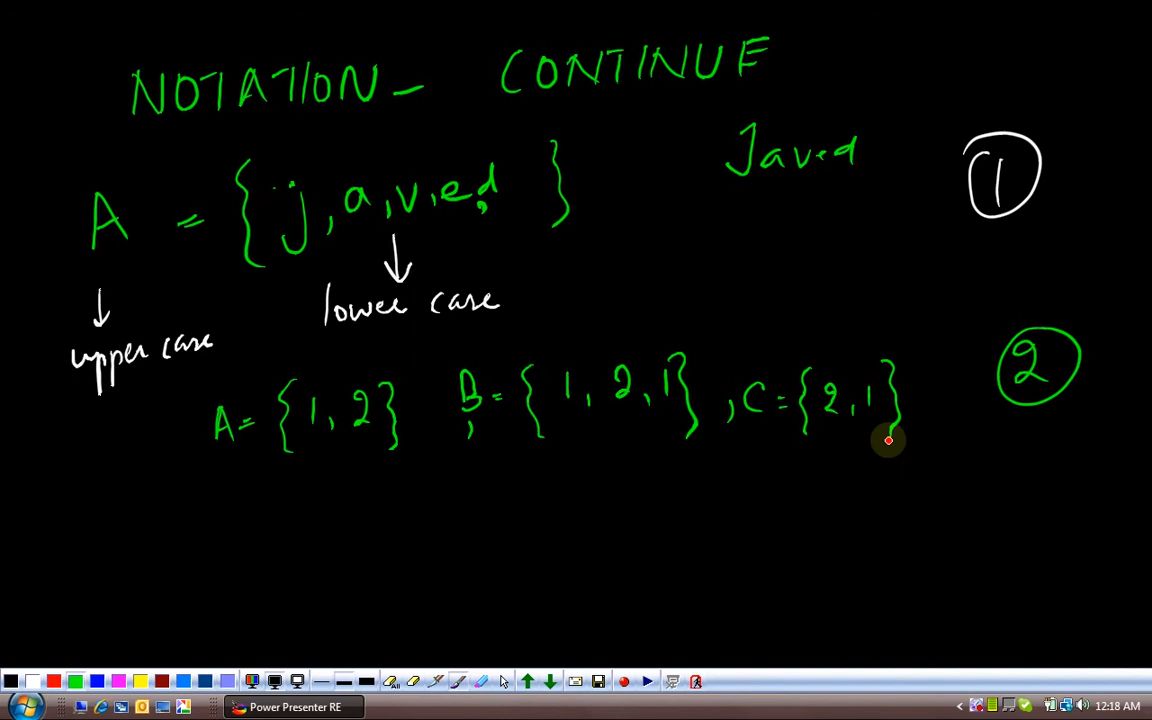 NOTATION - CONTINUE
Javed
1
A = { j, a, v, e, d }
lower case
upper case
2
A = { 1, 2 } , B = { 1, 2, 1 } , C = { 2, 1 }
Power Presenter RE
12:18 AM